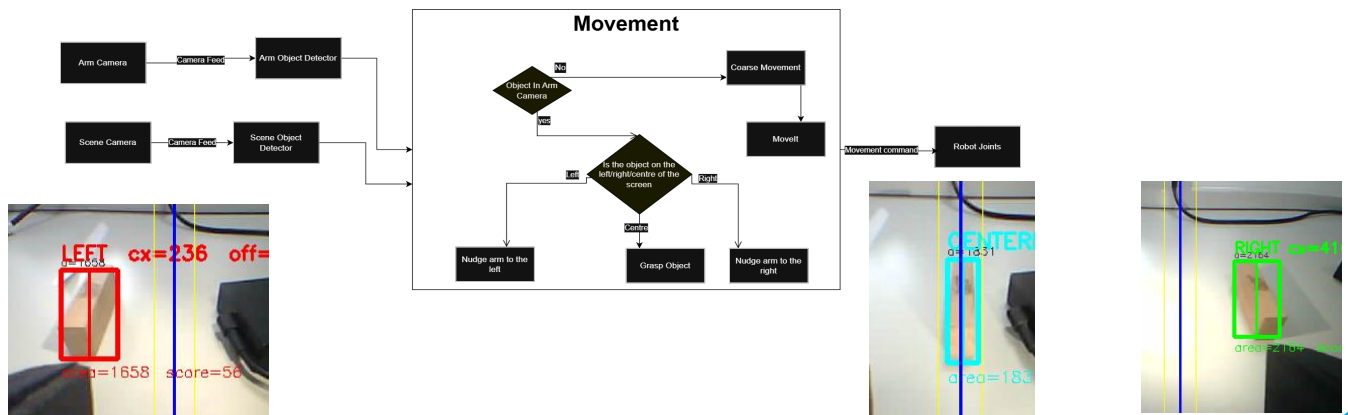 Movement
Arm Camera
Camera Feed
Arm Object Detector
Scene Camera
Camera Feed
Scene Object
Detector
Object In Arm
Camera
No
yes
Coarse Movement
MoveIt
Is the object on the
left/right/centre of the
screen
Left
Right
Centre
Nudge arm to the
left
Grasp Object
Nudge arm to the
right
Movement command
Robot Joints
LEFT cx=236 off=
a=1658
area=1658 score=56
CENTER
a=1831
area=183
RIGHT cx=41
a=2164
area=2164